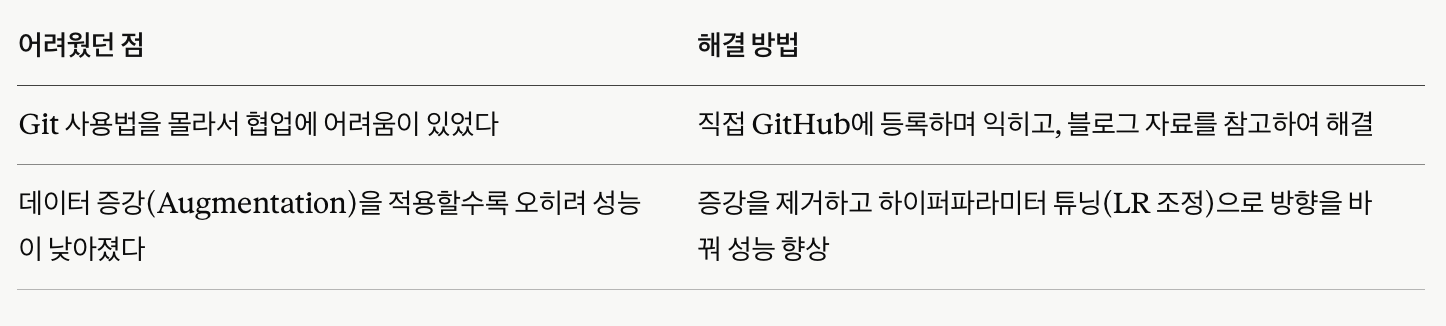 어려웠던 점 해결 방법
Git 사용법을 몰라서 협업에 어려움이 있었다 직접 GitHub에 등록하며 익히고, 블로그 자료를 참고하여 해결
데이터 증강(Augmentation)을 적용할수록 오히려 성능
이 낮아졌다
증강을 제거하고 하이퍼파라미터 튜닝(LR 조정)으로 방향을 바
꿔 성능 향상